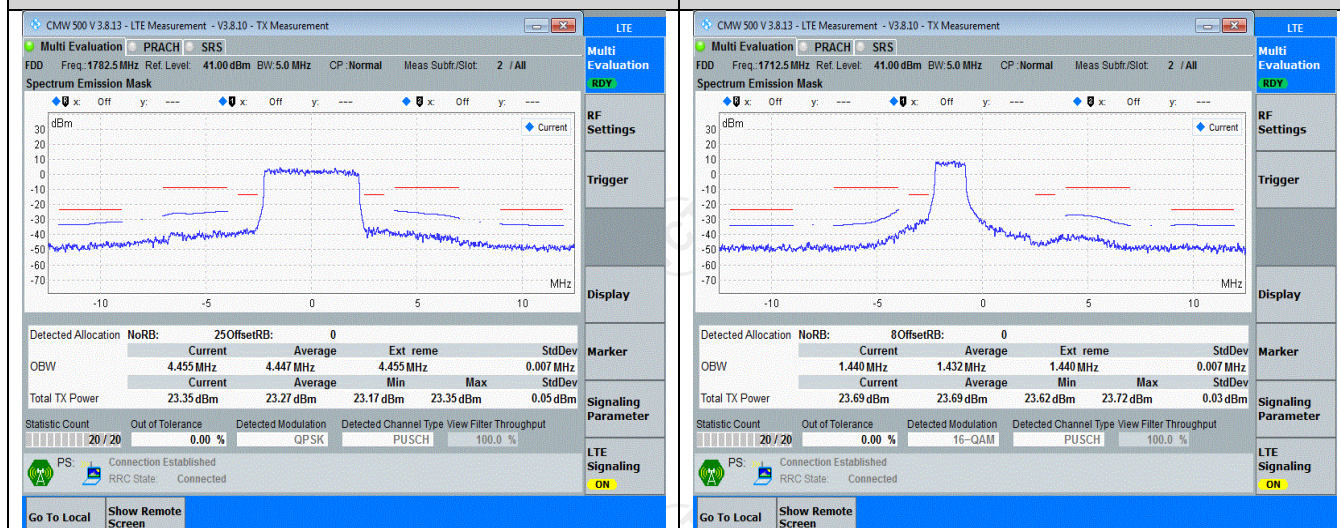 CMW 500 V 3.8.13 - LTE Measurement - V3.8.10 - TX Measurement
LTE
Multi Evaluation PRACH SRS
Multi Evaluation
RDY
FDD Freq.:1782.5 MHz Ref. Level: 41.00 dBm BW:5.0 MHz CP :Normal Meas Subfr./Slot: 2 / All
Spectrum Emission Mask
x: Off y: --- x: Off y: --- x: Off y: ---
RF Settings
dBm
Current
30
20
10
0
-10
-20
-30
-40
-50
-60
-70
MHz
-10 -5 0 5 10
Trigger
Display
Detected Allocation NoRB: 25OffsetRB: 0
Current Average Ext reme StdDev
OBW 4.455 MHz 4.447 MHz 4.455 MHz 0.007 MHz
Current Average Min Max StdDev
Total TX Power 23.35 dBm 23.27 dBm 23.17 dBm 23.35 dBm 0.05 dBm
Marker
Signaling Parameter
Statistic Count Out of Tolerance Detected Modulation Detected Channel Type View Filter Throughput
20 / 20 0.00 % QPSK PUSCH 100.0 %
PS: Connection Established
RRC State: Connected
LTE Signaling
ON
Go To Local Show Remote Screen
CMW 500 V 3.8.13 - LTE Measurement - V3.8.10 - TX Measurement
LTE
Multi Evaluation PRACH SRS
Multi Evaluation
RDY
FDD Freq.:1712.5 MHz Ref. Level: 41.00 dBm BW:5.0 MHz CP :Normal Meas Subfr./Slot: 2 / All
Spectrum Emission Mask
x: Off y: --- x: Off y: --- x: Off y: ---
RF Settings
dBm
Current
30
20
10
0
-10
-20
-30
-40
-50
-60
-70
MHz
-10 -5 0 5 10
Trigger
Display
Detected Allocation NoRB: 8OffsetRB: 0
Current Average Ext reme StdDev
OBW 1.440 MHz 1.432 MHz 1.440 MHz 0.007 MHz
Current Average Min Max StdDev
Total TX Power 23.69 dBm 23.69 dBm 23.62 dBm 23.72 dBm 0.03 dBm
Marker
Signaling Parameter
Statistic Count Out of Tolerance Detected Modulation Detected Channel Type View Filter Throughput
20 / 20 0.00 % 16-QAM PUSCH 100.0 %
PS: Connection Established
RRC State: Connected
LTE Signaling
ON
Go To Local Show Remote Screen